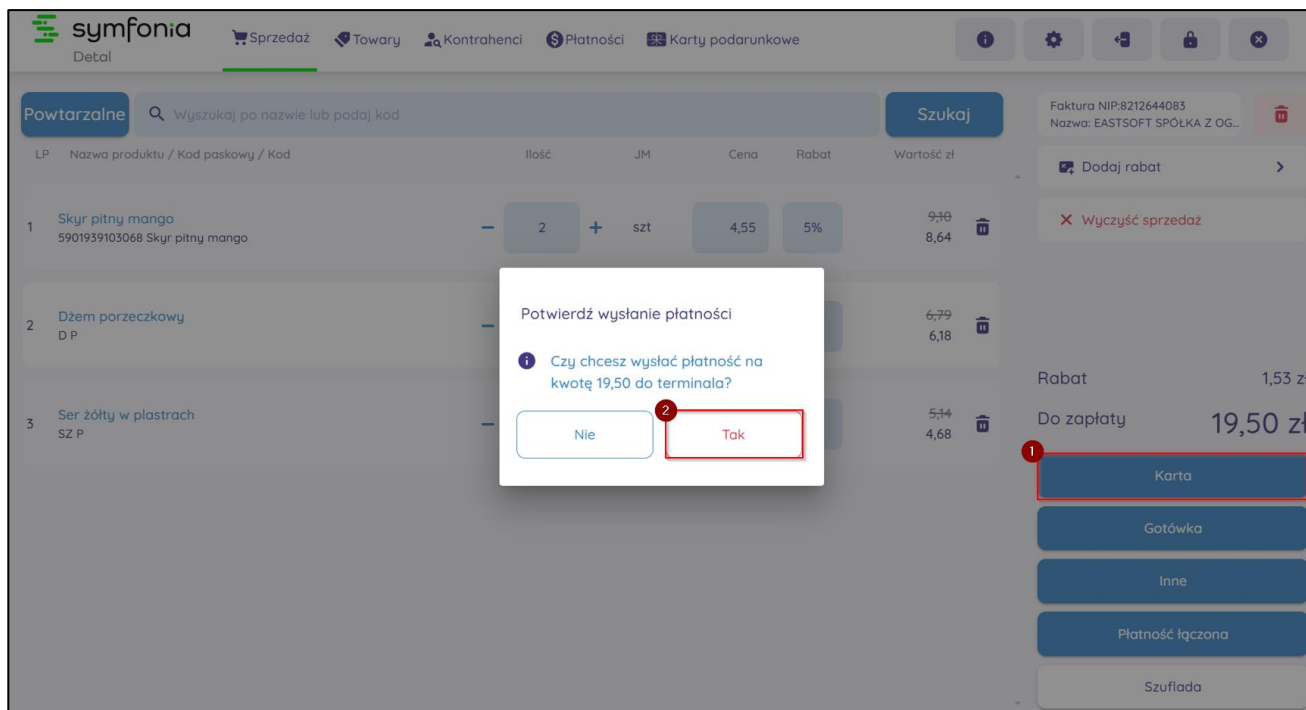 symfonia
Detal
Sprzedaż Towary Kontrahenci Płatności Karty podarunkowe
Powtarzalne Wyszukaj po nazwie lub podaj kod Szukaj
Faktura NIP:8212644083
Nazwa: EASTSOFT SPÓŁKA Z OG...
LP Nazwa produktu / Kod paskowy / Kod Ilość JM Cena Rabat Wartość zł
Dodaj rabat
1 Skyr pitny mango
5901939103068 Skyr pitny mango
2 szt 4,55 5% 9,10
8,64
Wyczyść sprzedaż
2 Dżem porzeczkowy
D P
6,79
6,18
3 Ser żółty w plastrach
SZ P
5,14
4,68
Potwierdź wysłanie płatności
Czy chcesz wysłać płatność na
kwotę 19,50 do terminala?
2
Nie Tak
Rabat 1,53 zł
Do zapłaty 19,50 zł
1
Karta
Gotówka
Inne
Płatność łączona
Szuflada